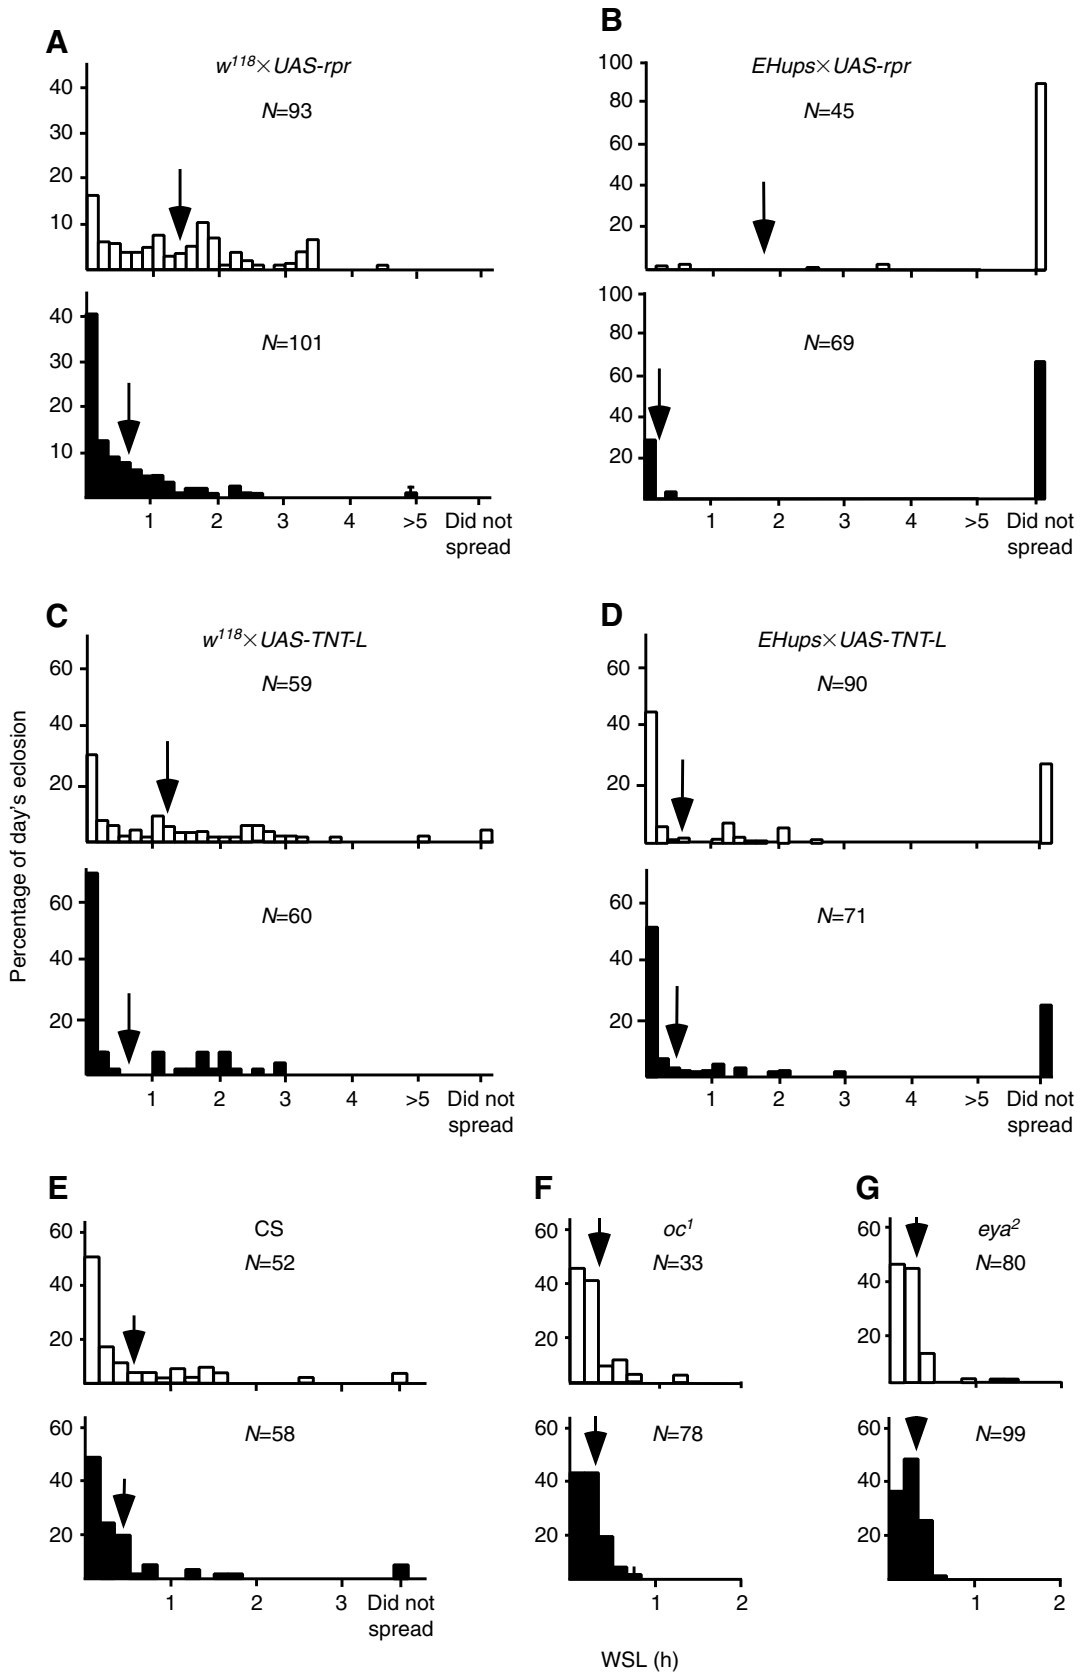 A
w118×UAS-rpr
N=93
40
30
20
10
N=101
40
30
20
10
1 2 3 4 >5 Did not
spread
B
EHups×UAS-rpr
N=45
100
80
60
40
20
N=69
100
80
60
40
20
1 2 3 4 >5 Did not
spread
C
w118×UAS-TNT-L
N=59
60
40
20
N=60
60
40
20
1 2 3 4 >5 Did not
spread
D
EHups×UAS-TNT-L
N=90
60
40
20
N=71
60
40
20
1 2 3 4 >5 Did not
spread
Percentage of day's eclosion
E
CS
N=52
60
40
20
N=58
60
40
20
1 2 3 Did not
spread
F
oc1
N=33
60
40
20
N=78
60
40
20
1 2
G
eya2
N=80
60
40
20
N=99
60
40
20
1 2
WSL (h)